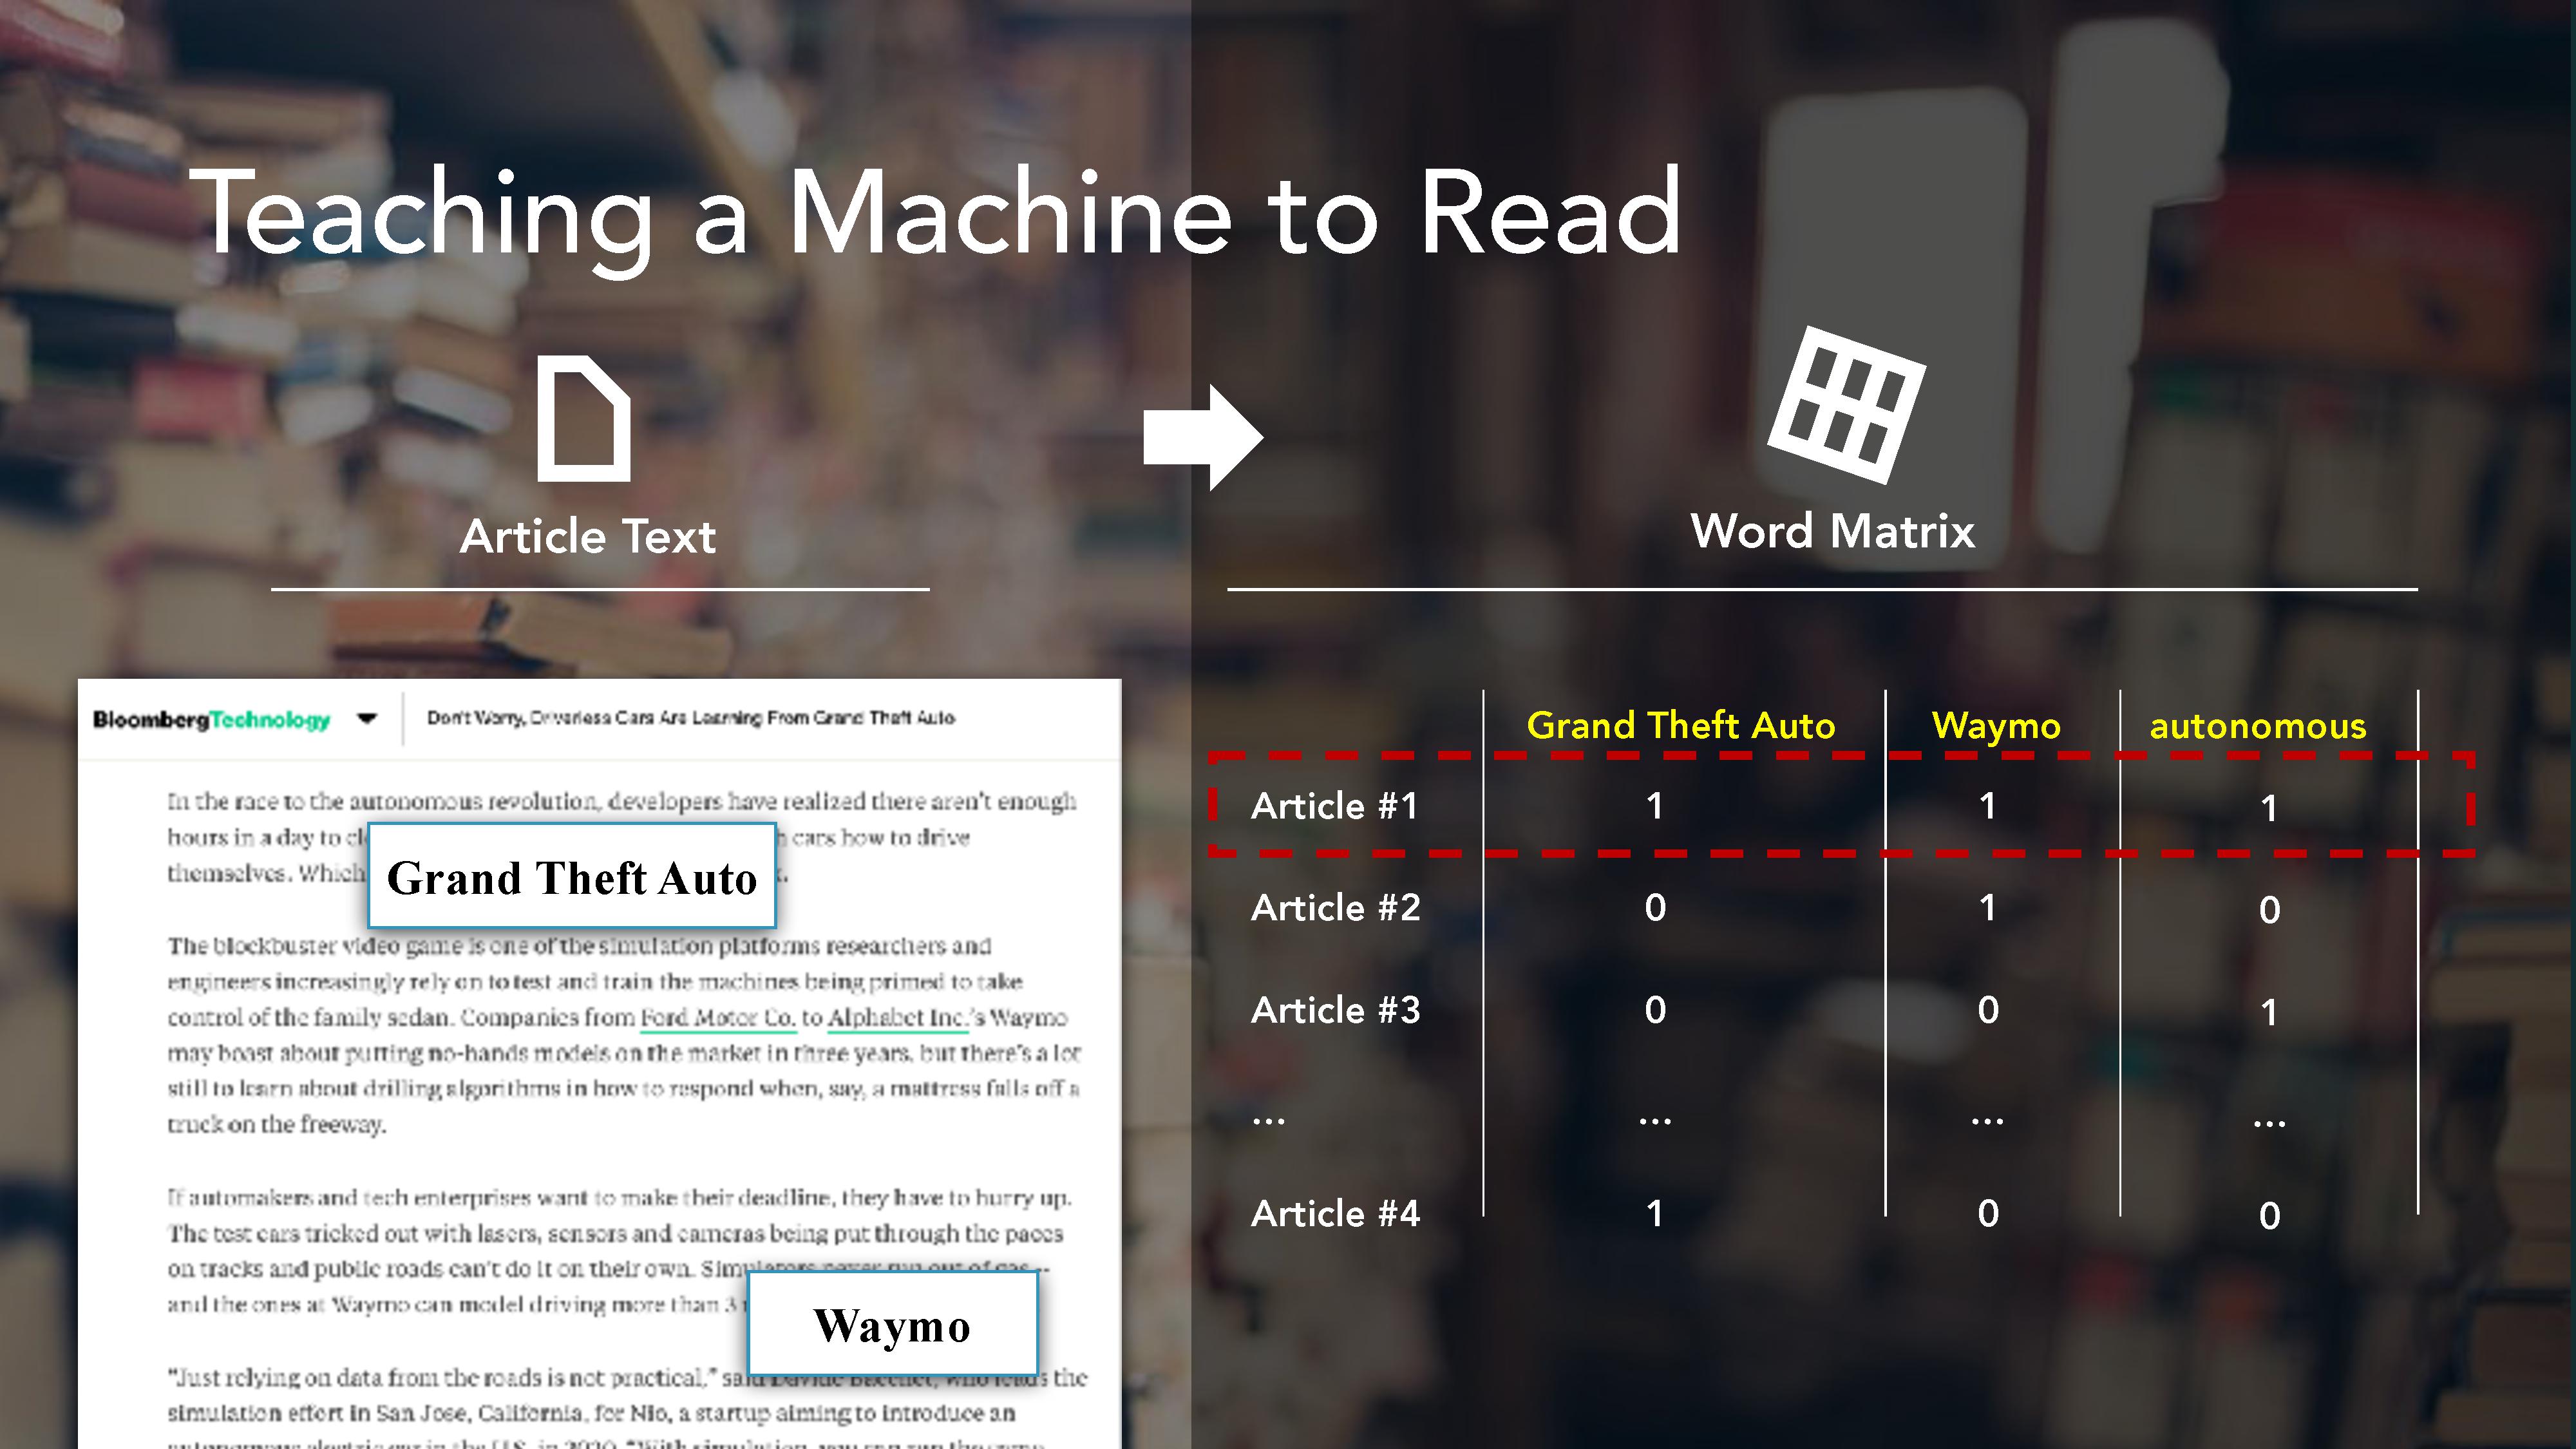 Teaching a Machine to Read
Article Text
Word Matrix
BloombergTechnology
Don't Worry, Driverless Cars Are Learning From Grand Theft Auto
In the race to the autonomous revolution, developers have realized there aren't enough
hours in a day to cars how to drive
themselves. Which
Grand Theft Auto
The blockbuster video game is one of the simulation platforms researchers and
engineers increasingly rely on to test and train the machines being primed to take
control of the family sedan. Companies from Ford Motor Co. to Alphabet Inc.'s Waymo
may boast about putting no-hands models on the market in three years, but there's a lot
still to learn about drilling algorithms in how to respond when, say, a mattress falls off a
truck on the freeway.
If automakers and tech enterprises want to make their deadline, they have to hurry up.
The test cars tricked out with lasers, sensors and cameras being put through the paces
on tracks and public roads can't do it on their own. Simulators never run out of gas --
and the ones at Waymo can model driving more than 3
Waymo
"Just relying on data from the roads is not practical," said the
simulation effort in San Jose, California, for Nio, a startup aiming to introduce an
Grand Theft Auto Waymo autonomous
Article #1 1 1 1
Article #2 0 1 0
Article #3 0 0 1
... ... ... ...
Article #4 1 0 0